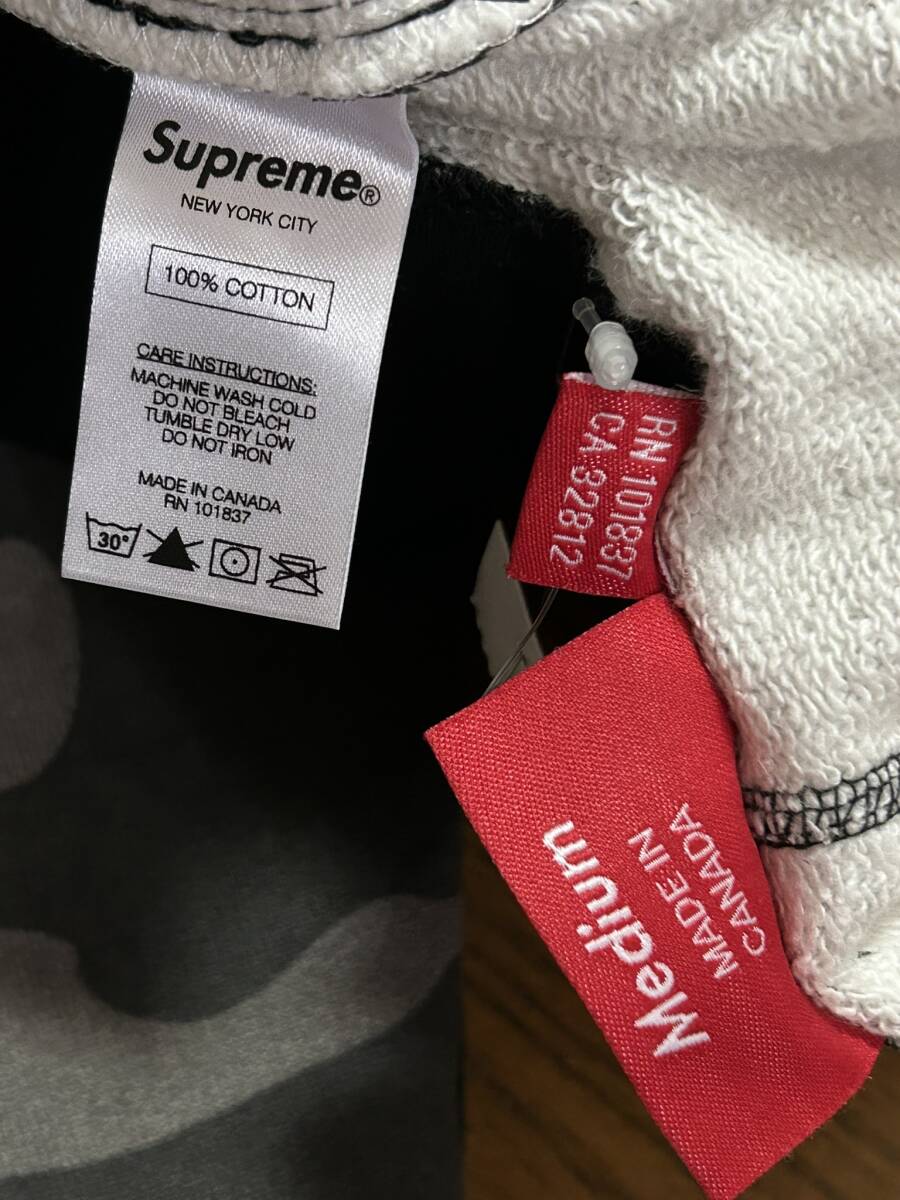 Supreme®
NEW YORK CITY
100% COTTON
CARE INSTRUCTIONS:
MACHINE WASH COLD
DO NOT BLEACH
TUMBLE DRY LOW
DO NOT IRON
MADE IN CANADA
RN 101837
30°
RN 101837
CA 32812
Medium
MADE IN
CANADA